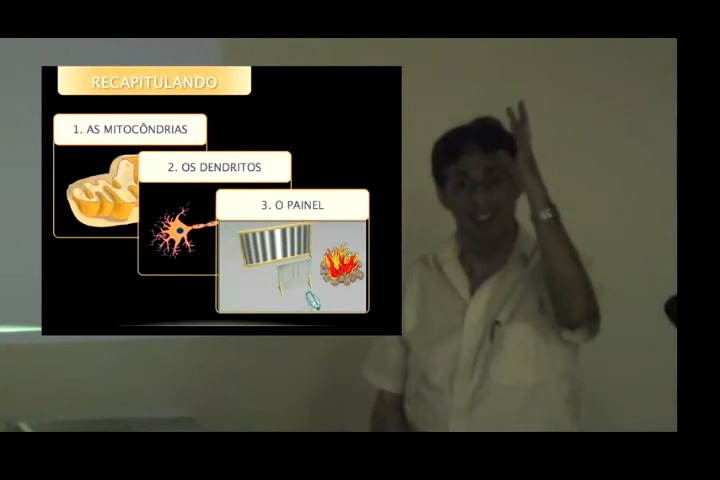 RECAPITULANDO
1. AS MITOCÔNDRIAS
2. OS DENDRITOS
3. O PAINEL